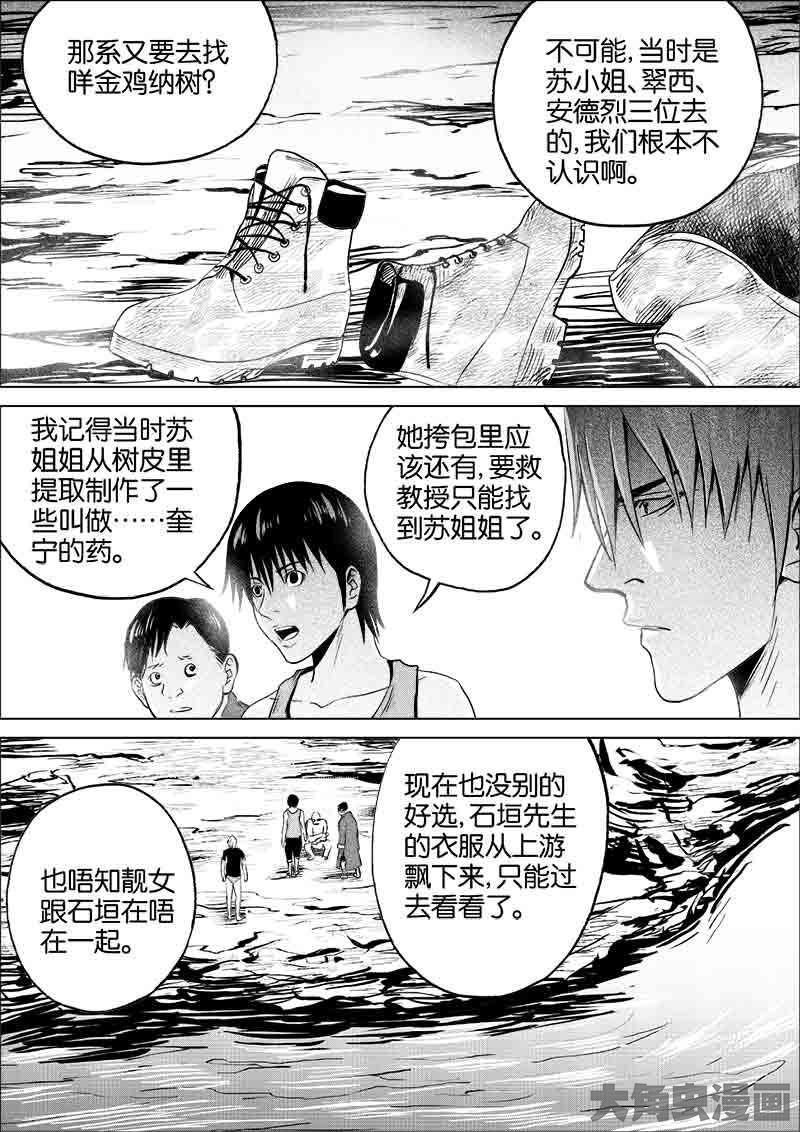 那系又要去找
咩金鸡纳树？
不可能，当时是
苏小姐、翠西、
安德烈三位去
的，我们根本不
认识啊。
我记得当时苏
姐姐从树皮里
提取制作了一
些叫做……奎
宁的药。
她挎包里应
该还有，要救
教授只能找
到苏姐姐了。
现在也没别的
好选，石垣先生
的衣服从上游
飘下来，只能过
去看看了。
也唔知靓女
跟石垣在唔
在一起。
大角虫漫画